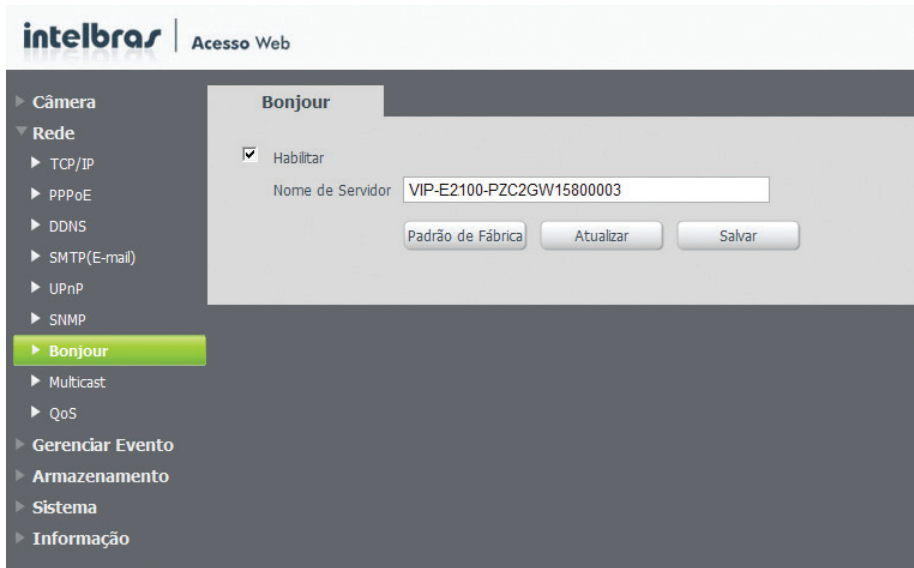 intelbras Acesso Web
Câmera
Rede
TCP/IP
PPPoE
DDNS
SMTP(E-mail)
UPnP
SNMP
Bonjour
Multicast
QoS
Gerenciar Evento
Armazenamento
Sistema
Informação
Bonjour
Habilitar
Nome de Servidor VIP-E2100-PZC2GW15800003
Padrão de Fábrica Atualizar Salvar